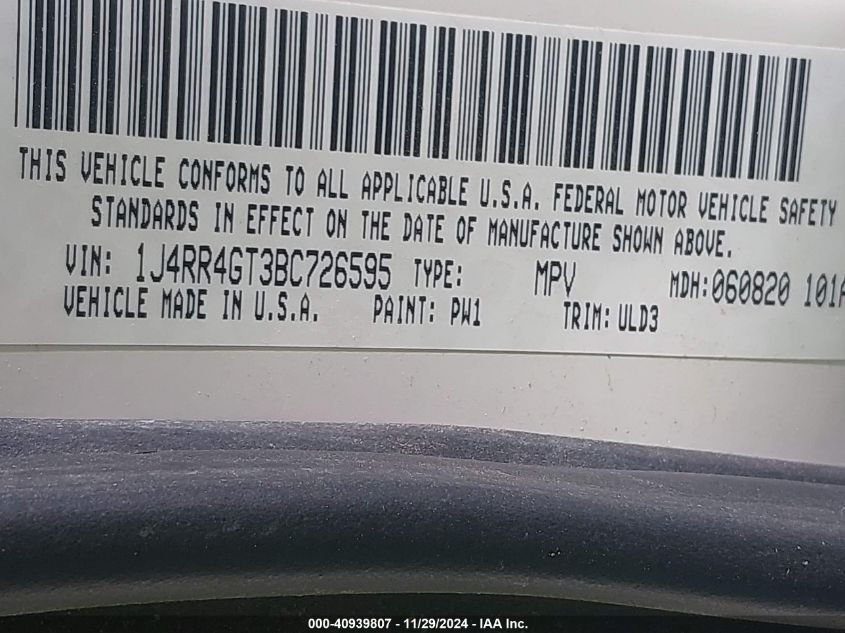 THIS VEHICLE CONFORMS TO ALL APPLICABLE U.S.A. FEDERAL MOTOR VEHICLE SAFETY
STANDARDS IN EFFECT ON THE DATE OF MANUFACTURE SHOWN ABOVE.
VIN: 1J4RR4GT3BC726595 TYPE: MPV MDH:060820 101A
VEHICLE MADE IN U.S.A. PAINT: PW1 TRIM: ULD3
000-40939807 - 11/29/2024 - IAA Inc.